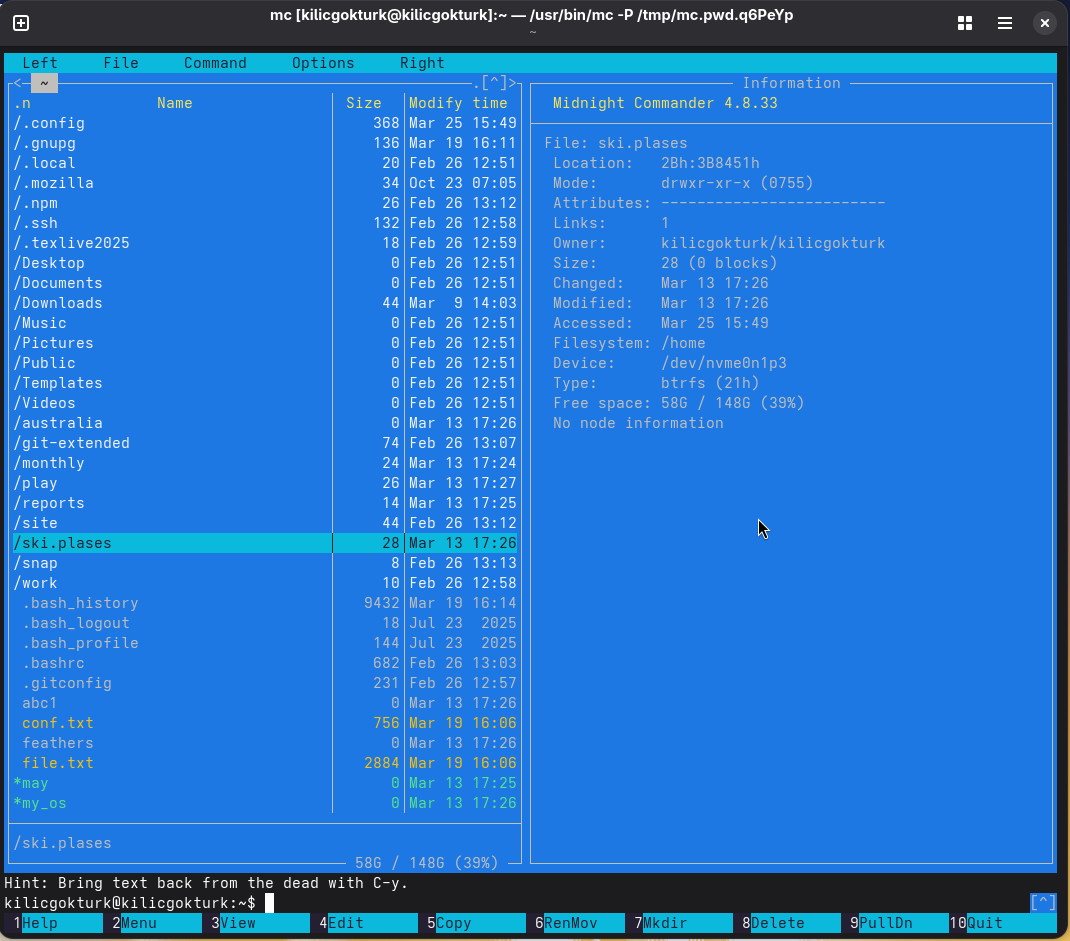 mc [kilicgokturk@kilicgokturk]:~ — /usr/bin/mc -P /tmp/mc.pwd.q6PeYp
~
Left File Command Options Right
<─ ~ .[^]>
.n Name Size Modify time
/.config 368 Mar 25 15:49
/.gnupg 136 Mar 19 16:11
/.local 20 Feb 26 12:51
/.mozilla 34 Oct 23 07:05
/.npm 26 Feb 26 13:12
/.ssh 132 Feb 26 12:58
/.texlive2025 18 Feb 26 12:59
/Desktop 0 Feb 26 12:51
/Documents 0 Feb 26 12:51
/Downloads 44 Mar 9 14:03
/Music 0 Feb 26 12:51
/Pictures 0 Feb 26 12:51
/Public 0 Feb 26 12:51
/Templates 0 Feb 26 12:51
/Videos 0 Feb 26 12:51
/australia 0 Mar 13 17:26
/git-extended 74 Feb 26 13:07
/monthly 24 Mar 13 17:24
/play 26 Mar 13 17:27
/reports 14 Mar 13 17:25
/site 44 Feb 26 13:12
/ski.plases 28 Mar 13 17:26
/snap 8 Feb 26 13:13
/work 10 Feb 26 12:58
.bash_history 9432 Mar 19 16:14
.bash_logout 18 Jul 23 2025
.bash_profile 144 Jul 23 2025
.bashrc 682 Feb 26 13:03
.gitconfig 231 Feb 26 12:57
abc1 0 Mar 13 17:26
conf.txt 756 Mar 19 16:06
feathers 0 Mar 13 17:26
file.txt 2884 Mar 19 16:06
*may 0 Mar 13 17:25
*my_os 0 Mar 13 17:26
/ski.plases
58G / 148G (39%)
Information
Midnight Commander 4.8.33
File: ski.plases
Location: 2Bh:3B8451h
Mode: drwxr-xr-x (0755)
Attributes: -------------------------
Links: 1
Owner: kilicgokturk/kilicgokturk
Size: 28 (0 blocks)
Changed: Mar 13 17:26
Modified: Mar 13 17:26
Accessed: Mar 25 15:49
Filesystem: /home
Device: /dev/nvme0n1p3
Type: btrfs (21h)
Free space: 58G / 148G (39%)
No node information
Hint: Bring text back from the dead with C-y.
kilicgokturk@kilicgokturk:~$ [^]
1Help 2Menu 3View 4Edit 5Copy 6RenMov 7Mkdir 8Delete 9PullDn 10Quit